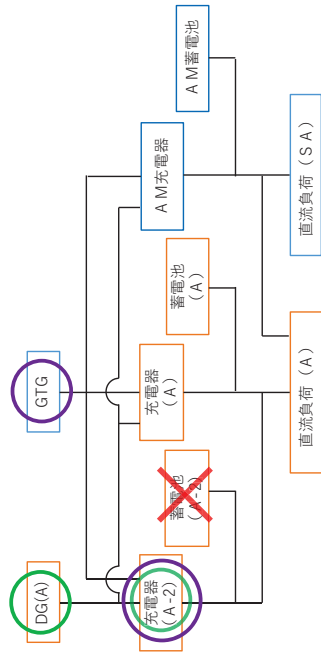 DG(A)
GTG
充電器
(A-2)
蓄電池
(A-2)
充電器
(A)
蓄電池
(A)
AM充電器
AM蓄電池
直流負荷(A)
直流負荷(SA)